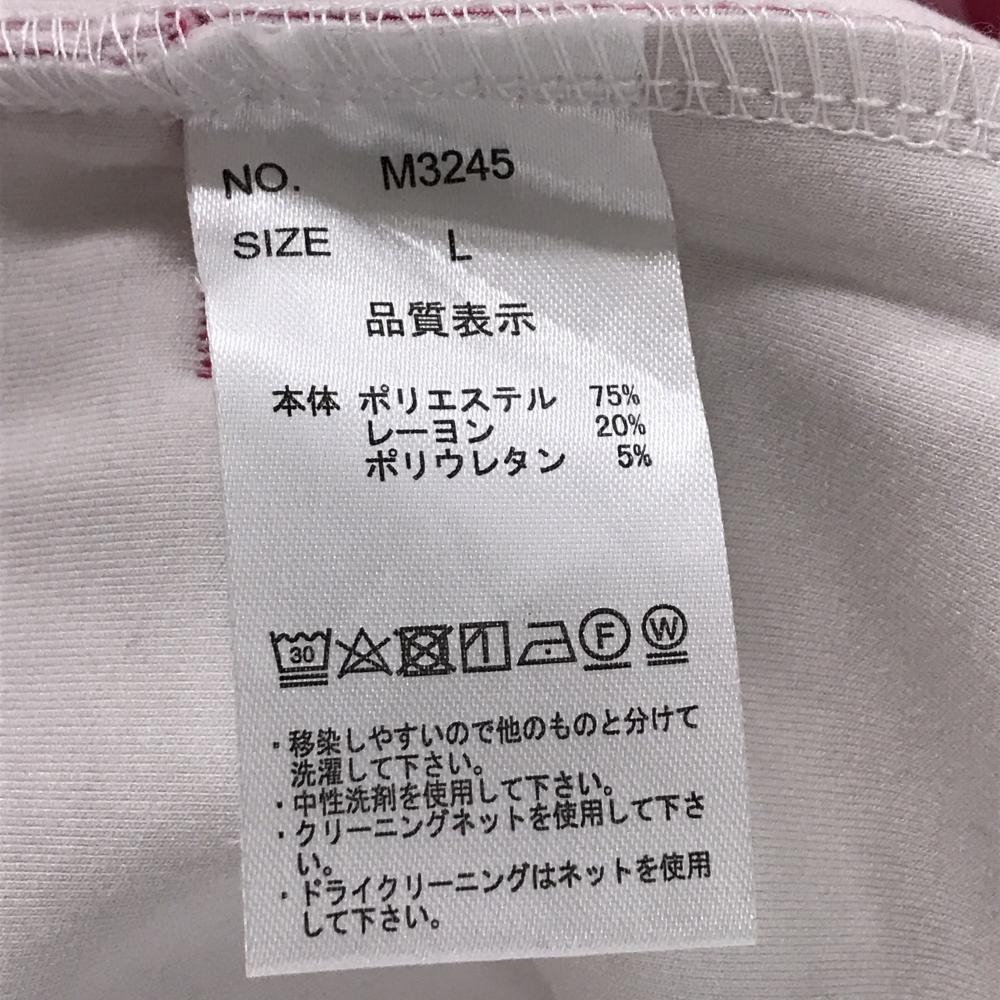 NO. M3245
SIZE L
品質表示
本体 ポリエステル 75%
レーヨン 20%
ポリウレタン 5%
30 F W
・移染しやすいので他のものと分けて
洗濯して下さい。
・中性洗剤を使用して下さい。
・クリーニングネットを使用して下さ
い。
・ドライクリーニングはネットを使用
して下さい。